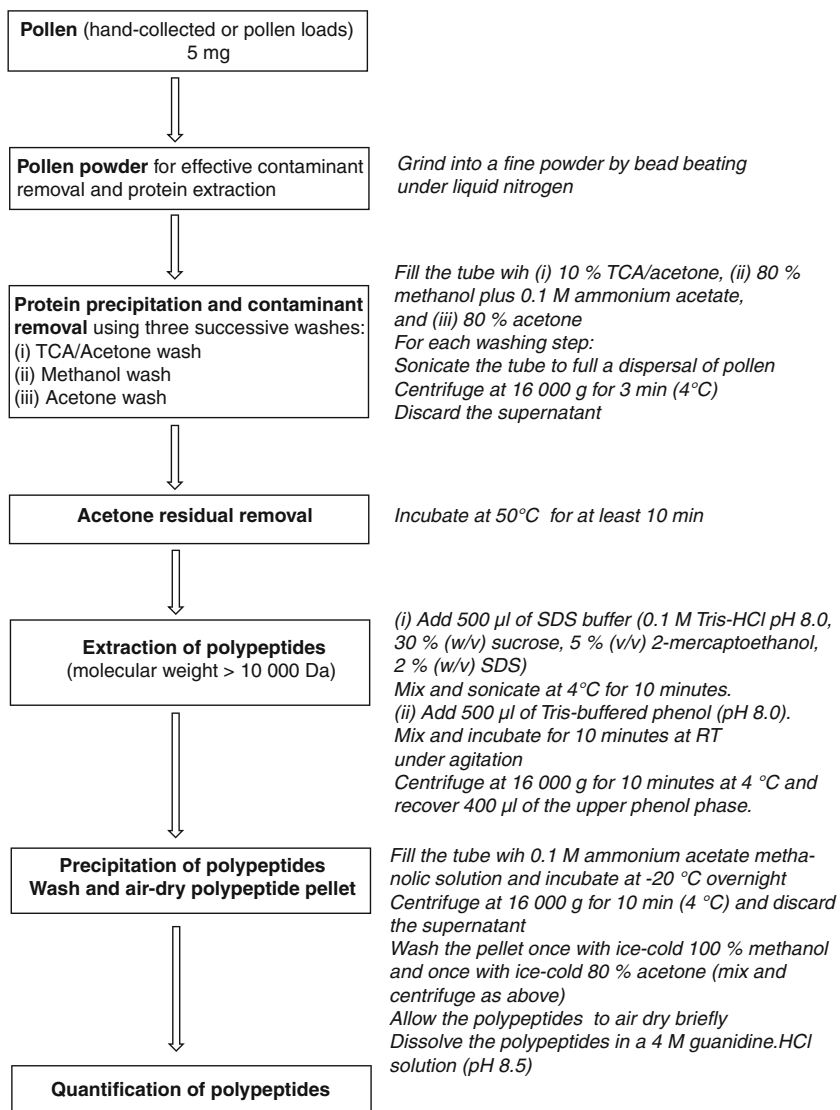 Pollen (hand-collected or pollen loads)
5 mg
Pollen powder for effective contaminant
removal and protein extraction
Grind into a fine powder by bead beating
under liquid nitrogen
Protein precipitation and contaminant
removal using three successive washes:
(i) TCA/Acetone wash
(ii) Methanol wash
(iii) Acetone wash
Fill the tube wih (i) 10 % TCA/acetone, (ii) 80 %
methanol plus 0.1 M ammonium acetate,
and (iii) 80 % acetone
For each washing step:
Sonicate the tube to full a dispersal of pollen
Centrifuge at 16 000 g for 3 min (4°C)
Discard the supernatant
Acetone residual removal
Incubate at 50°C for at least 10 min
Extraction of polypeptides
(molecular weight > 10 000 Da)
(i) Add 500 µl of SDS buffer (0.1 M Tris-HCl pH 8.0,
30 % (w/v) sucrose, 5 % (v/v) 2-mercaptoethanol,
2 % (w/v) SDS)
Mix and sonicate at 4°C for 10 minutes.
(ii) Add 500 µl of Tris-buffered phenol (pH 8.0).
Mix and incubate for 10 minutes at RT
under agitation
Centrifuge at 16 000 g for 10 minutes at 4 °C and
recover 400 µl of the upper phenol phase.
Precipitation of polypeptides
Wash and air-dry polypeptide pellet
Fill the tube wih 0.1 M ammonium acetate metha-
nolic solution and incubate at -20 °C overnight
Centrifuge at 16 000 g for 10 min (4 °C) and discard
the supernatant
Wash the pellet once with ice-cold 100 % methanol
and once with ice-cold 80 % acetone (mix and
centrifuge as above)
Allow the polypeptides to air dry briefly
Dissolve the polypeptides in a 4 M guanidine.HCl
solution (pH 8.5)
Quantification of polypeptides